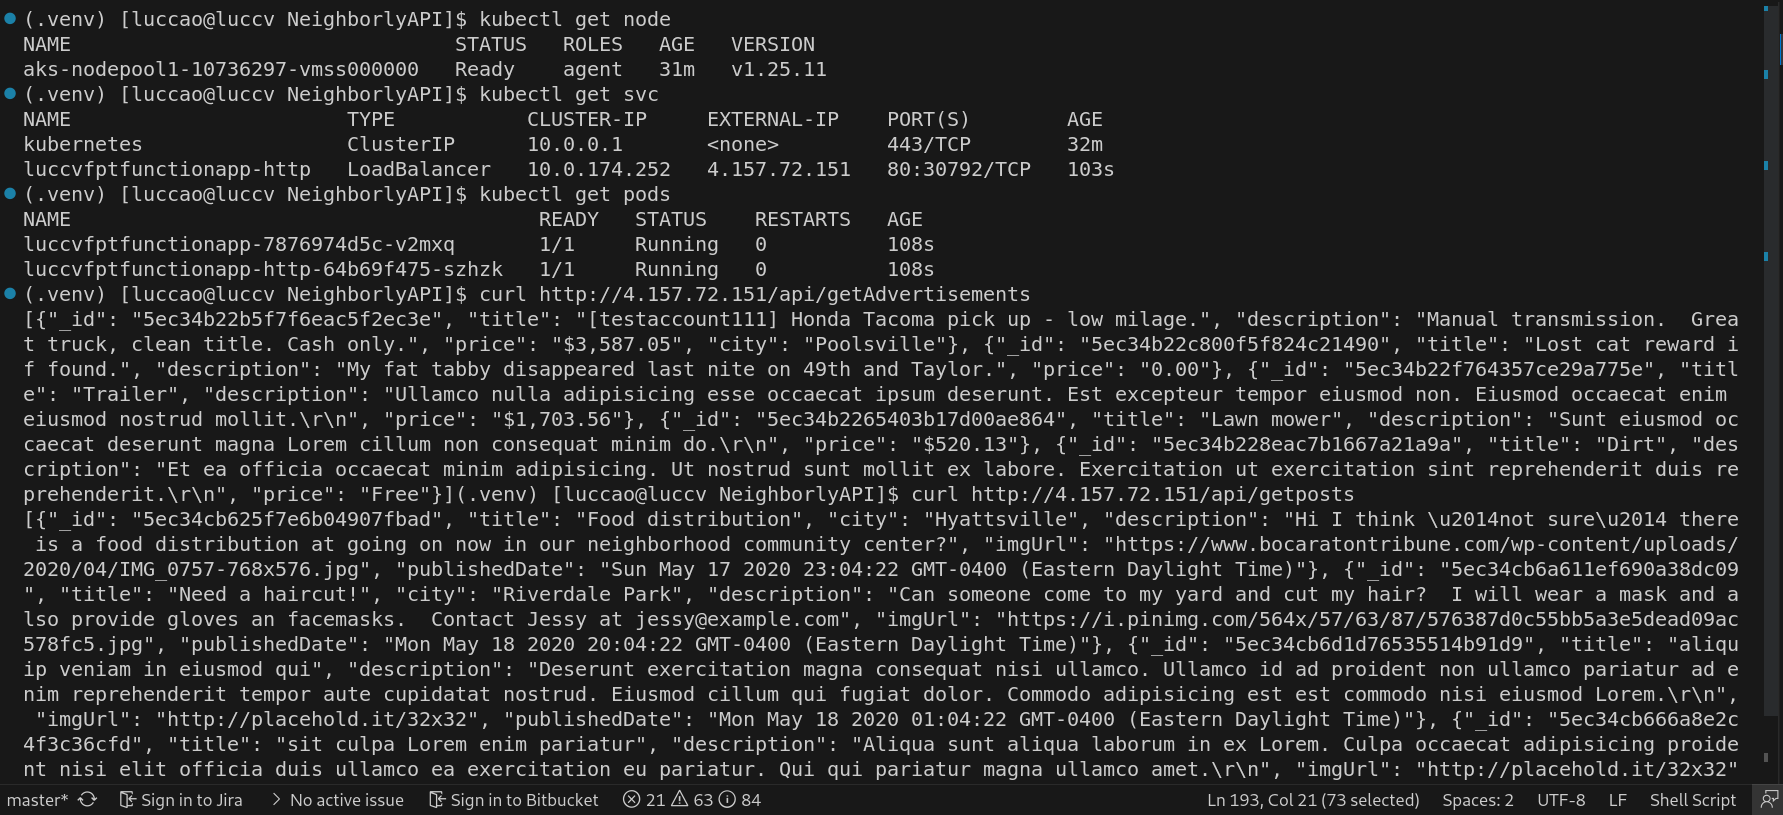 (.venv) [luccao@luccv NeighborlyAPI]$ kubectl get node
NAME                                STATUS   ROLES   AGE   VERSION
aks-nodepool1-10736297-vmss000000   Ready    agent   31m   v1.25.11
(.venv) [luccao@luccv NeighborlyAPI]$ kubectl get svc
NAME                       TYPE           CLUSTER-IP     EXTERNAL-IP    PORT(S)        AGE
kubernetes                 ClusterIP      10.0.0.1       <none>         443/TCP        32m
luccvfptfunctionapp-http   LoadBalancer   10.0.174.252   4.157.72.151   80:30792/TCP   103s
(.venv) [luccao@luccv NeighborlyAPI]$ kubectl get pods
NAME                                       READY   STATUS    RESTARTS   AGE
luccvfptfunctionapp-7876974d5c-v2mxq       1/1     Running   0          108s
luccvfptfunctionapp-http-64b69f475-szhzk   1/1     Running   0          108s
(.venv) [luccao@luccv NeighborlyAPI]$ curl http://4.157.72.151/api/getAdvertisements
[{"_id": "5ec34b22b5f7f6eac5f2ec3e", "title": "[testaccount111] Honda Tacoma pick up - low milage.", "description": "Manual transmission.  Grea
t truck, clean title. Cash only.", "price": "$3,587.05", "city": "Poolsville"}, {"_id": "5ec34b22c800f5f824c21490", "title": "Lost cat reward i
f found.", "description": "My fat tabby disappeared last nite on 49th and Taylor.", "price": "0.00"}, {"_id": "5ec34b22f764357ce29a775e", "titl
e": "Trailer", "description": "Ullamco nulla adipisicing esse occaecat ipsum deserunt. Est excepteur tempor eiusmod non. Eiusmod occaecat enim
eiusmod nostrud mollit.\r\n", "price": "$1,703.56"}, {"_id": "5ec34b2265403b17d00ae864", "title": "Lawn mower", "description": "Sunt eiusmod oc
caecat deserunt magna Lorem cillum non consequat minim do.\r\n", "price": "$520.13"}, {"_id": "5ec34b228eac7b1667a21a9a", "title": "Dirt", "des
cription": "Et ea officia occaecat minim adipisicing. Ut nostrud sunt mollit ex labore. Exercitation ut exercitation sint reprehenderit duis re
prehenderit.\r\n", "price": "Free"}](.venv) [luccao@luccv NeighborlyAPI]$ curl http://4.157.72.151/api/getposts
[{"_id": "5ec34cb625f7e6b04907fbad", "title": "Food distribution", "city": "Hyattsville", "description": "Hi I think \u2014not sure\u2014 there
 is a food distribution at going on now in our neighborhood community center?", "imgUrl": "https://www.bocaratontribune.com/wp-content/uploads/
2020/04/IMG_0757-768x576.jpg", "publishedDate": "Sun May 17 2020 23:04:22 GMT-0400 (Eastern Daylight Time)"}, {"_id": "5ec34cb6a611ef690a38dc09
", "title": "Need a haircut!", "city": "Riverdale Park", "description": "Can someone come to my yard and cut my hair?  I will wear a mask and a
lso provide gloves an facemasks.  Contact Jessy at jessy@example.com", "imgUrl": "https://i.pinimg.com/564x/57/63/87/576387d0c55bb5a3e5dead09ac
578fc5.jpg", "publishedDate": "Mon May 18 2020 20:04:22 GMT-0400 (Eastern Daylight Time)"}, {"_id": "5ec34cb6d1d76535514b91d9", "title": "aliqu
ip veniam in eiusmod qui", "description": "Deserunt exercitation magna consequat nisi ullamco. Ullamco id ad proident non ullamco pariatur ad e
nim reprehenderit tempor aute cupidatat nostrud. Eiusmod cillum qui fugiat dolor. Commodo adipisicing est est commodo nisi eiusmod Lorem.\r\n",
 "imgUrl": "http://placehold.it/32x32", "publishedDate": "Mon May 18 2020 01:04:22 GMT-0400 (Eastern Daylight Time)"}, {"_id": "5ec34cb666a8e2c
4f3c36cfd", "title": "sit culpa Lorem enim pariatur", "description": "Aliqua sunt aliqua laborum in ex Lorem. Culpa occaecat adipisicing proide
nt nisi elit officia duis ullamco ea exercitation eu pariatur. Qui qui pariatur magna ullamco amet.\r\n", "imgUrl": "http://placehold.it/32x32"
master* Sign in to Jira No active issue Sign in to Bitbucket 21 63 84 Ln 193, Col 21 (73 selected) Spaces: 2 UTF-8 LF Shell Script